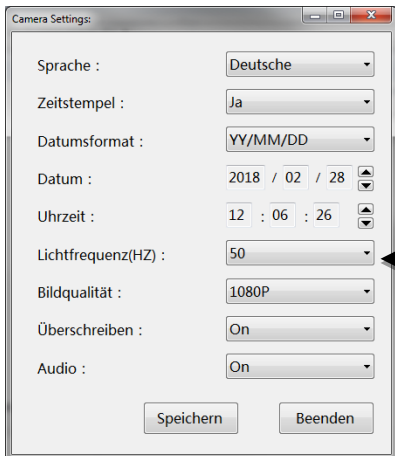 Camera Settings:
Sprache : Deutsche
Zeitstempel : Ja
Datumsformat : YY/MM/DD
Datum : 2018 / 02 / 28
Uhrzeit : 12 : 06 : 26
Lichtfrequenz(HZ) : 50
Bildqualität : 1080P
Überschreiben : On
Audio : On
Speichern Beenden